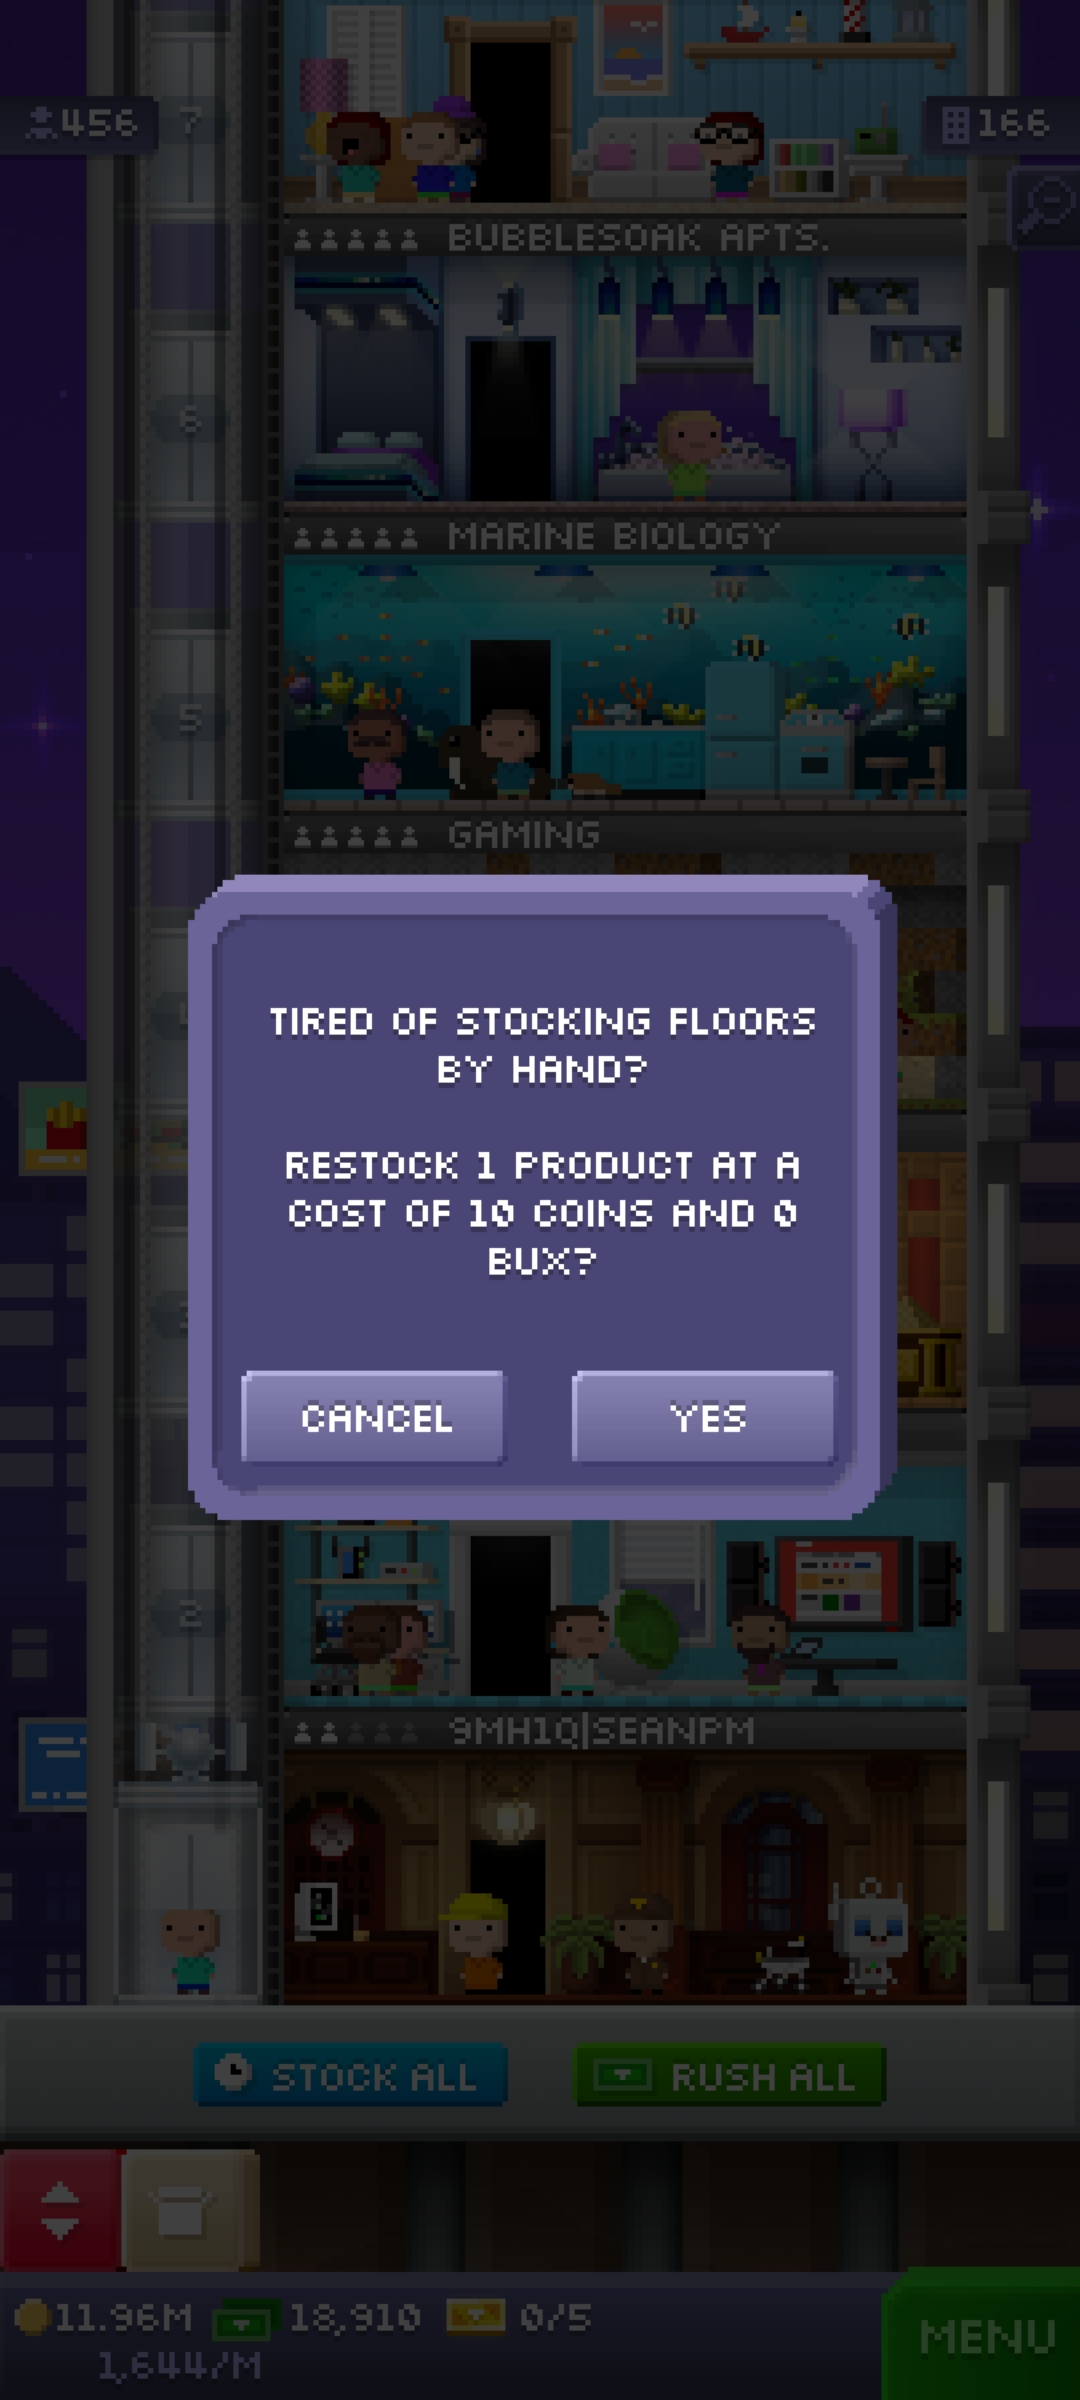 456
7
166
BUBBLESOAK APTS.
6
MARINE BIOLOGY
5
GAMING
TIRED OF STOCKING FLOORS
BY HAND?
RESTOCK 1 PRODUCT AT A
COST OF 10 COINS AND 0
BUX?
CANCEL
YES
2
9MH1Q|SEANPM
STOCK ALL
RUSH ALL
11.96M
18,910
0/5
1,644/M
MENU